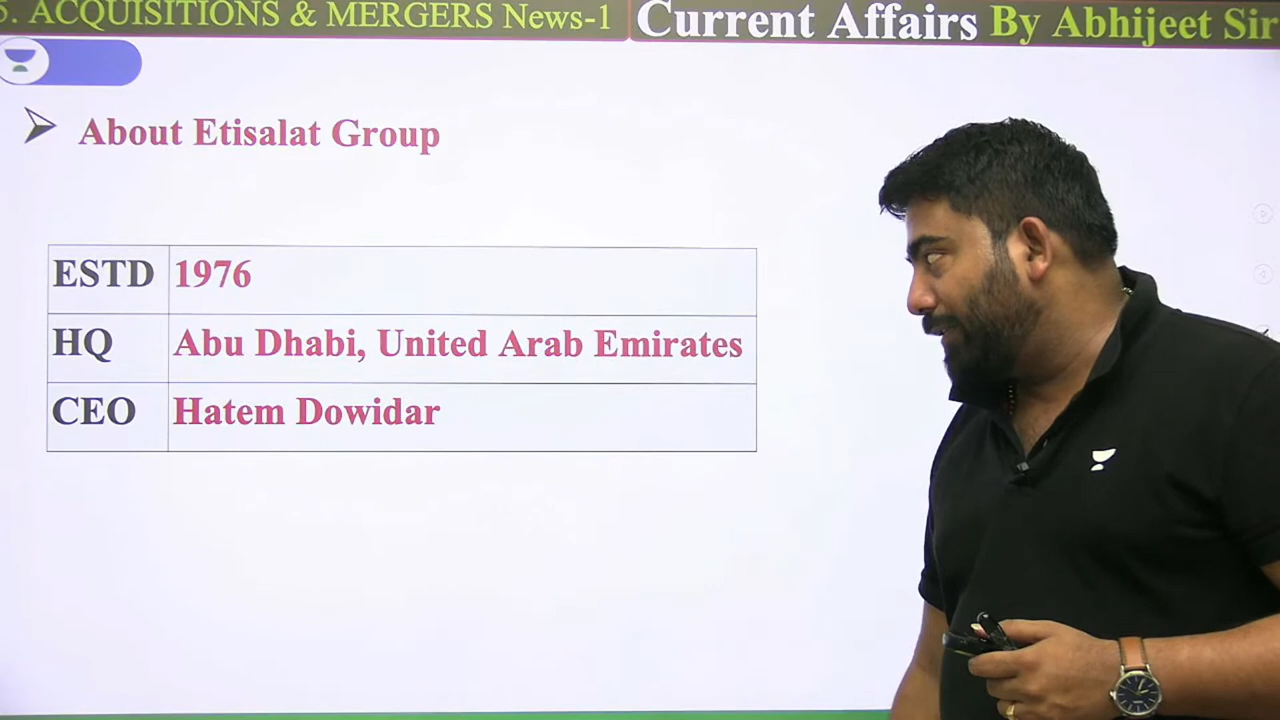 5. ACQUISITIONS & MERGERS News-1
Current Affairs By Abhijeet Sir
About Etisalat Group
ESTD 1976
HQ Abu Dhabi, United Arab Emirates
CEO Hatem Dowidar